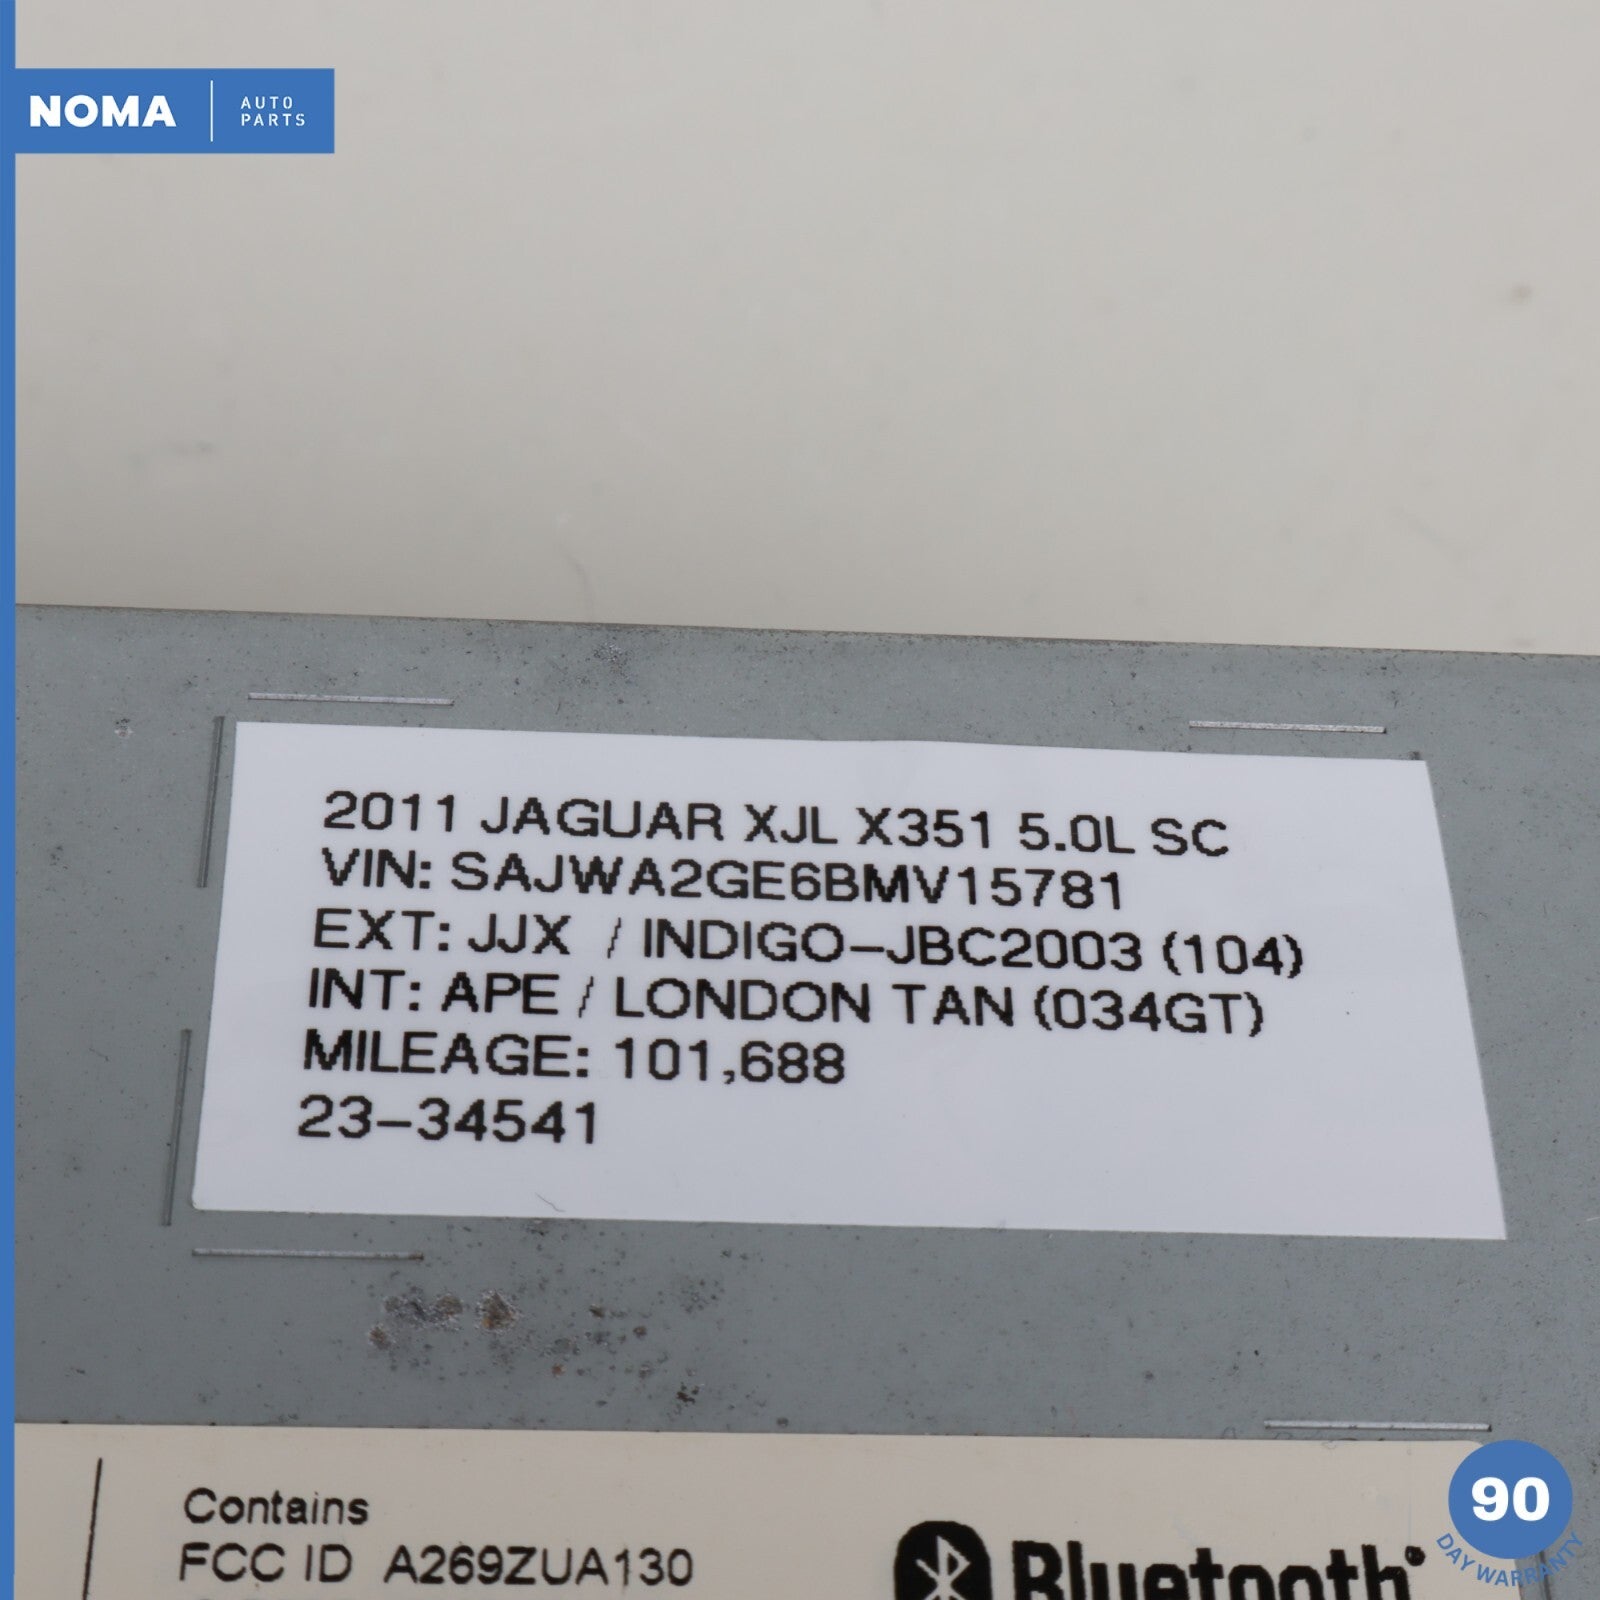 NOMA
AUTO
PARTS
2011 JAGUAR XJL X351 5.0L SC
VIN: SAJWA2GE6BMV15781
EXT: JJX / INDIGO-JBC2003 (104)
INT: APE / LONDON TAN (034GT)
MILEAGE: 101,688
23-34541
Contains
FCC ID A269ZUA130
Bluetooth
90
DAY WARRANTY